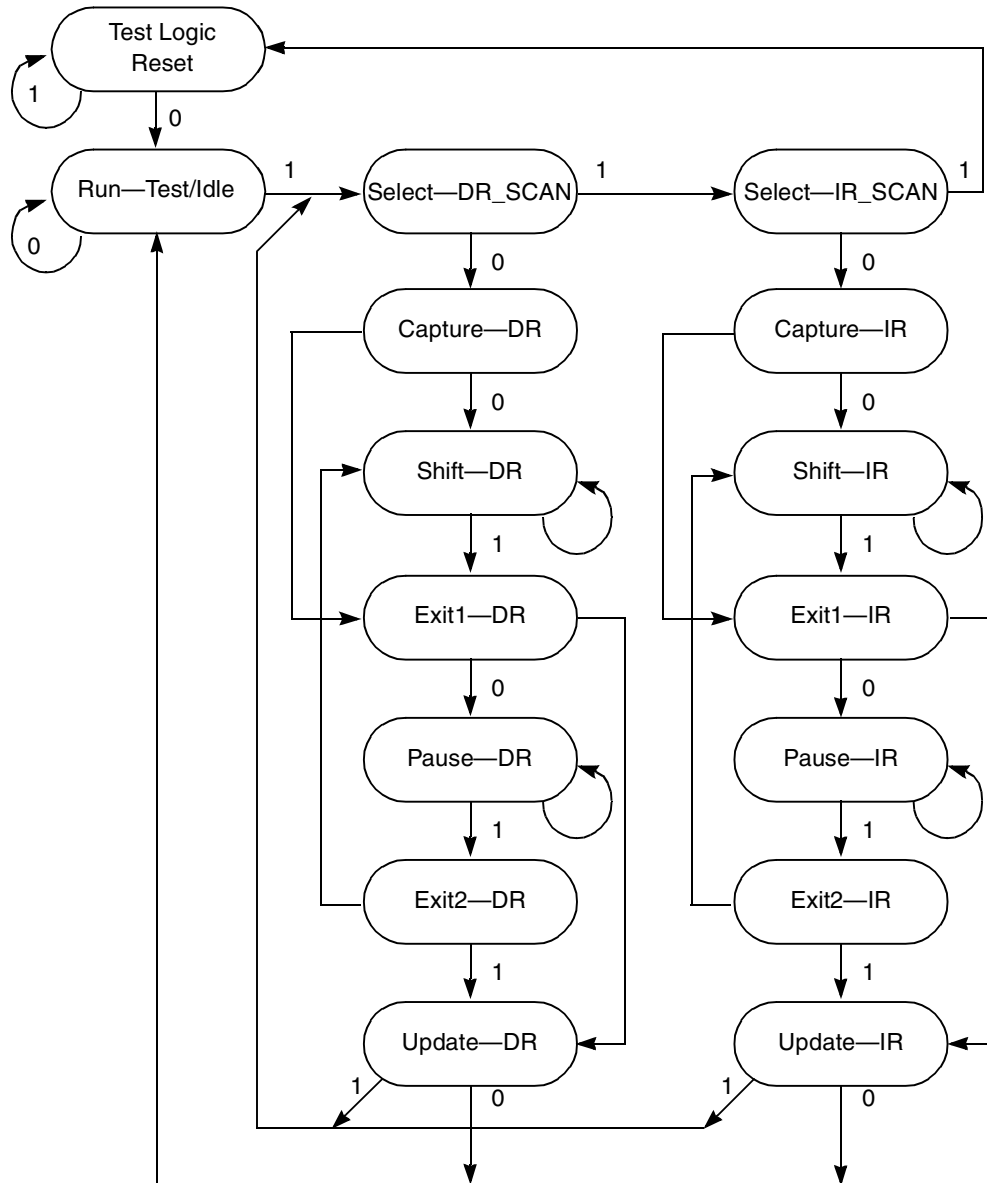 Test Logic
Reset
1
0
Run—Test/Idle
1
Select—DR_SCAN
1
Select—IR_SCAN
1
0
0
0
Capture—DR
Capture—IR
0
0
Shift—DR
Shift—IR
1
1
Exit1—DR
Exit1—IR
0
0
Pause—DR
Pause—IR
1
1
Exit2—DR
Exit2—IR
1
1
Update—DR
Update—IR
1
0
1
0